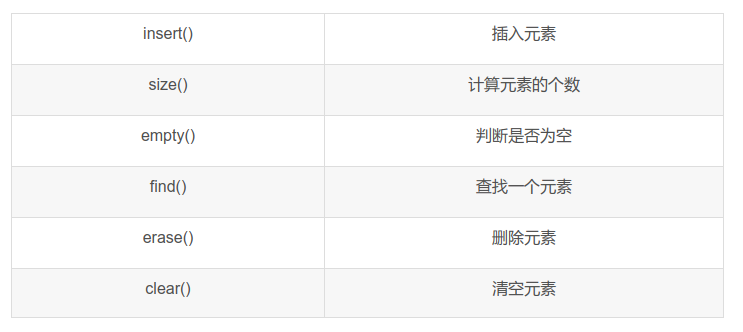 insert() 插入元素
size() 计算元素的个数
empty() 判断是否为空
find() 查找一个元素
erase() 删除元素
clear() 清空元素